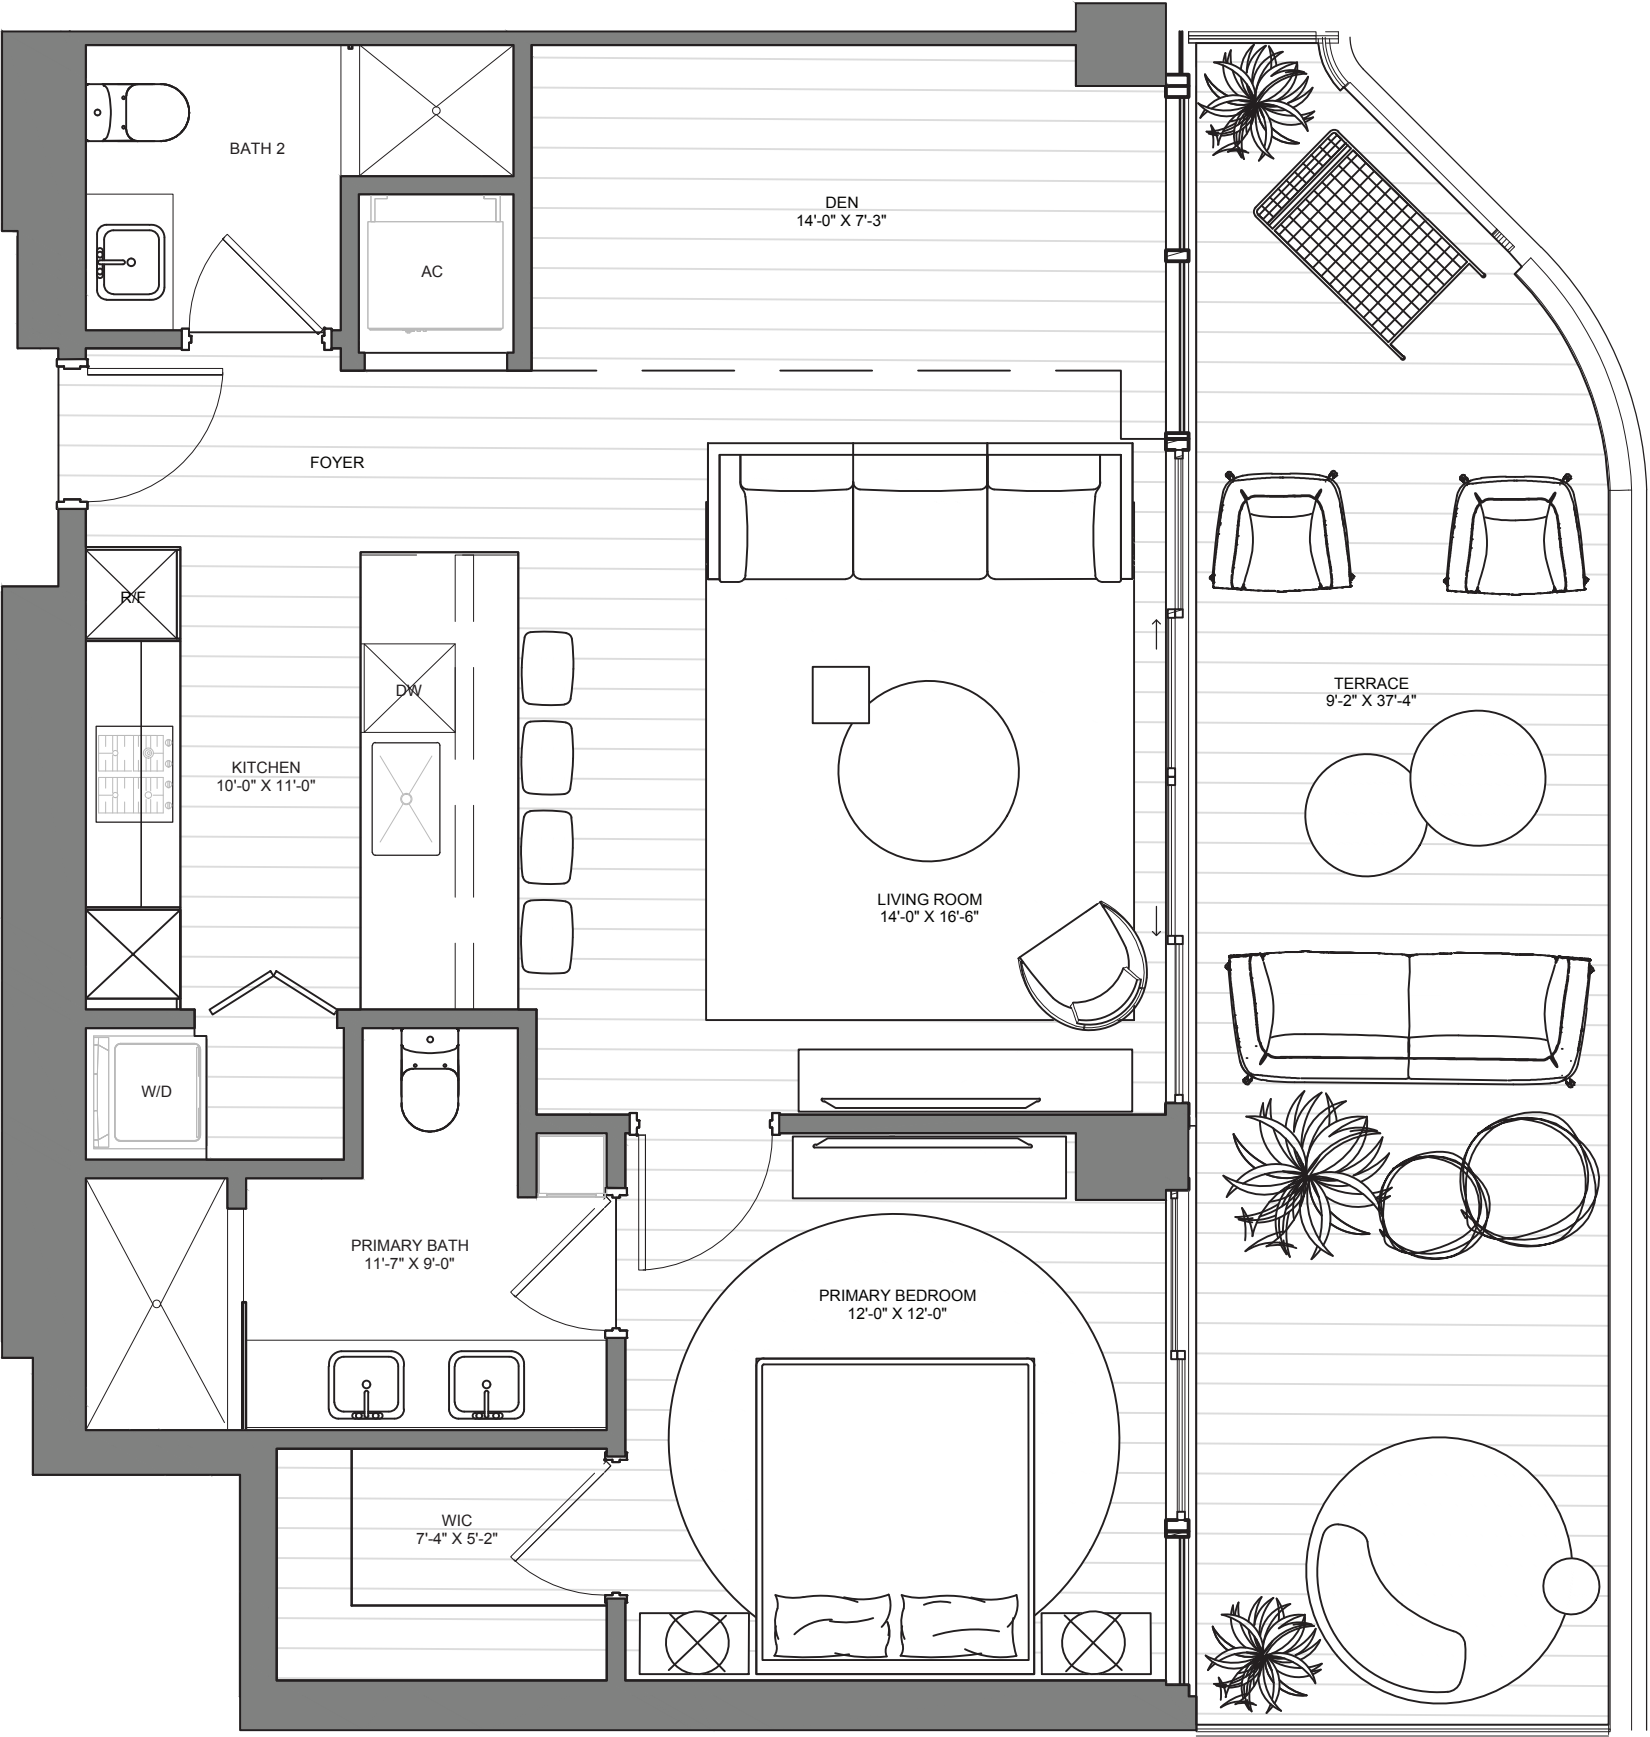 BATH 2
DEN
14'-0" X 7'-3"
AC
FOYER
R/F
DW
TERRACE
9'-2" X 37'-4"
KITCHEN
10'-0" X 11'-0"
LIVING ROOM
14'-0" X 16'-6"
W/D
PRIMARY BATH
11'-7" X 9'-0"
PRIMARY BEDROOM
12'-0" X 12'-0"
WIC
7'-4" X 5'-2"